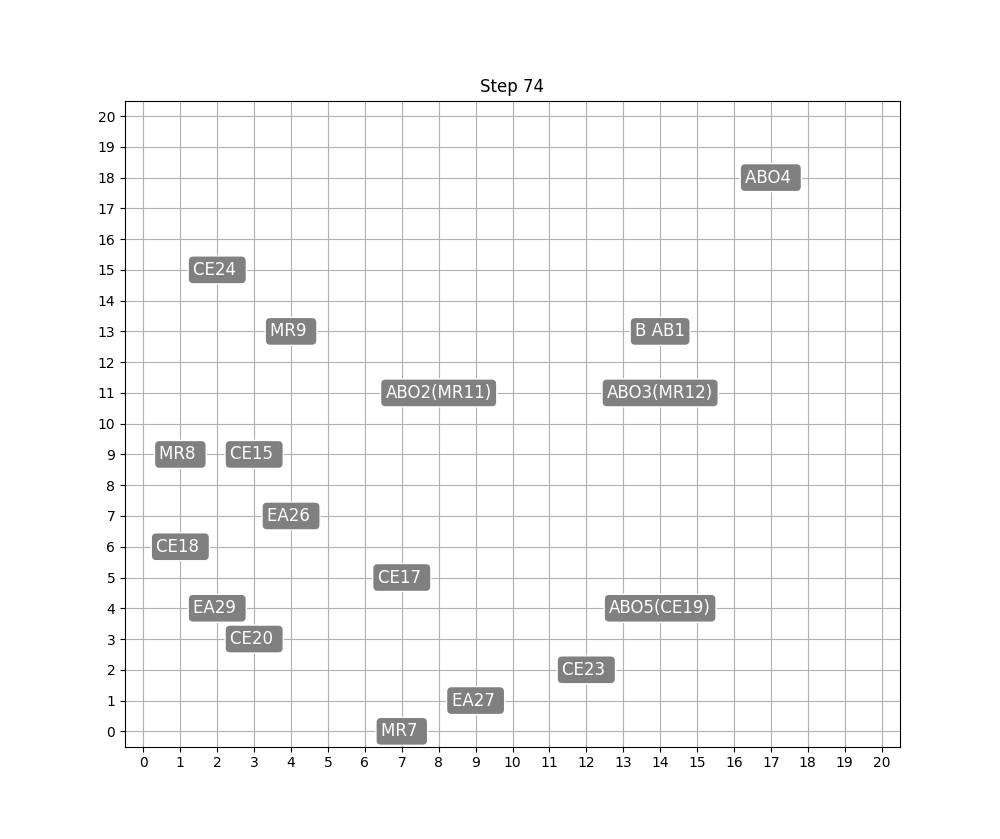 Step 74
20
19
18 ABO4
17
16
15 CE24
14
13 MR9 B AB1
12
11 ABO2(MR11) ABO3(MR12)
10
9 MR8 CE15
8
7 EA26
6 CE18
5 CE17
4 EA29 ABO5(CE19)
3 CE20
2 CE23
1 EA27
0 MR7
0 1 2 3 4 5 6 7 8 9 10 11 12 13 14 15 16 17 18 19 20